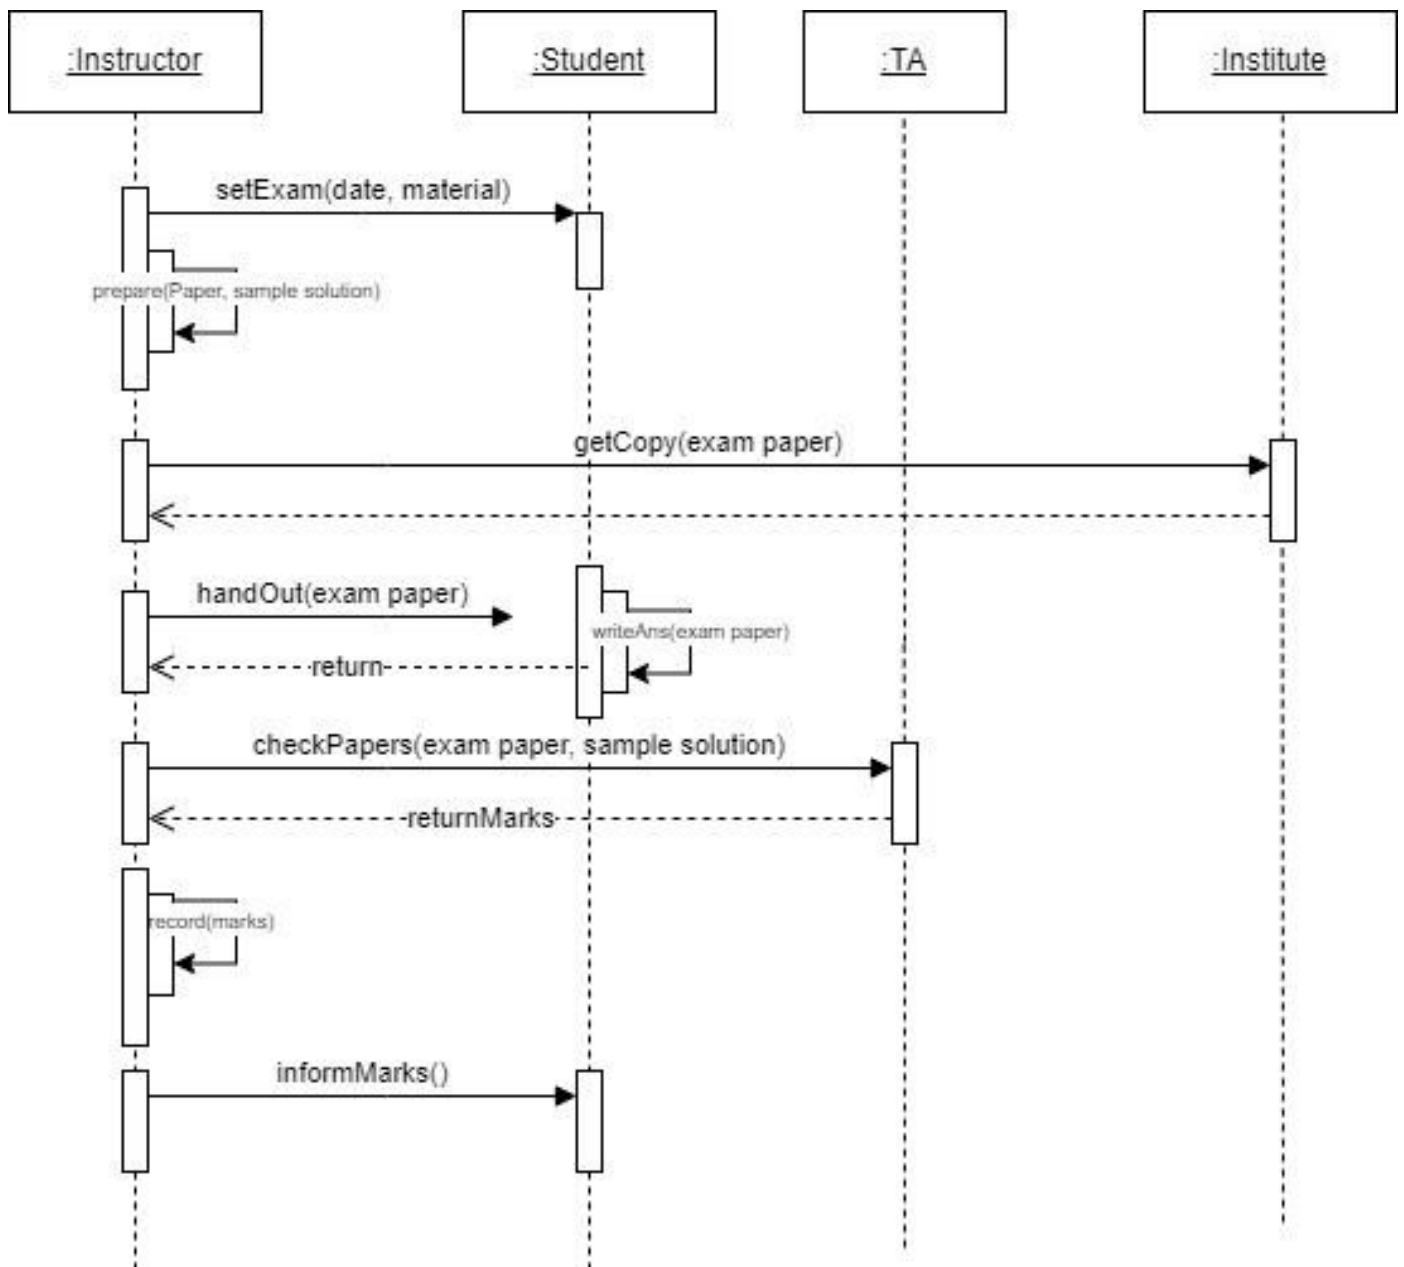 :Instructor
:Student
:TA
:Institute
setExam(date, material)
prepare(Paper, sample solution)
getCopy(exam paper)
handOut(exam paper)
writeAns(exam paper)
return
checkPapers(exam paper, sample solution)
returnMarks
record(marks)
informMarks()